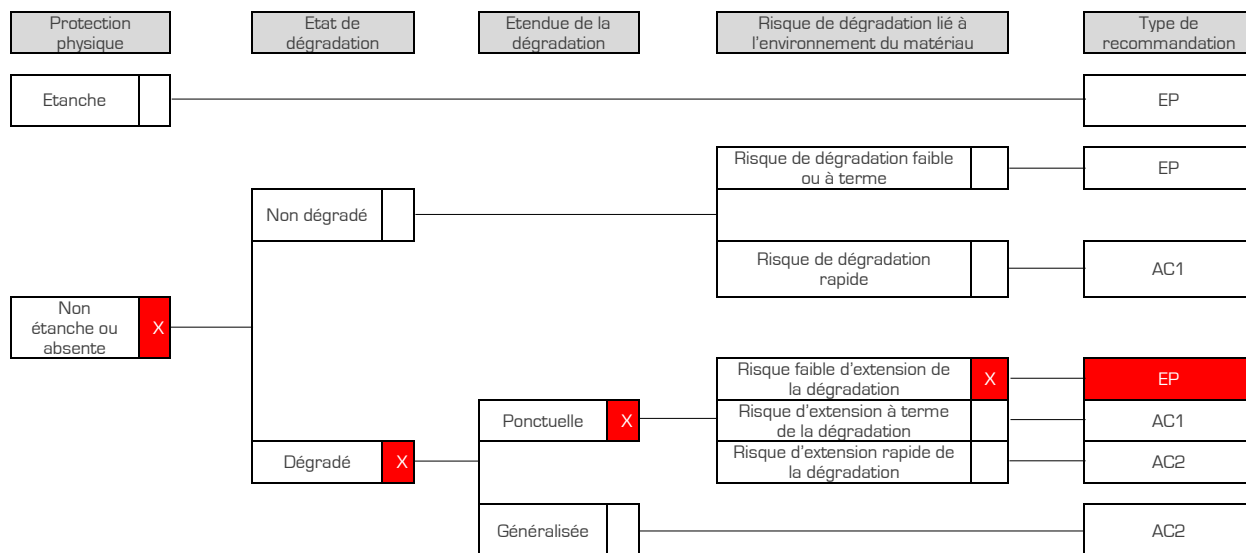 Protection
physique
Etat de
dégradation
Etendue de la
dégradation
Risque de dégradation lié à
l'environnement du matériau
Type de
recommandation
Etanche
EP
Risque de dégradation faible
ou à terme
EP
Non dégradé
Risque de dégradation
rapide
AC1
Non
étanche ou
absente
X
Risque faible d'extension de
la dégradation
X
EP
Ponctuelle
X
Risque d'extension à terme
de la dégradation
AC1
Dégradé
X
Risque d'extension rapide de
la dégradation
AC2
Généralisée
AC2